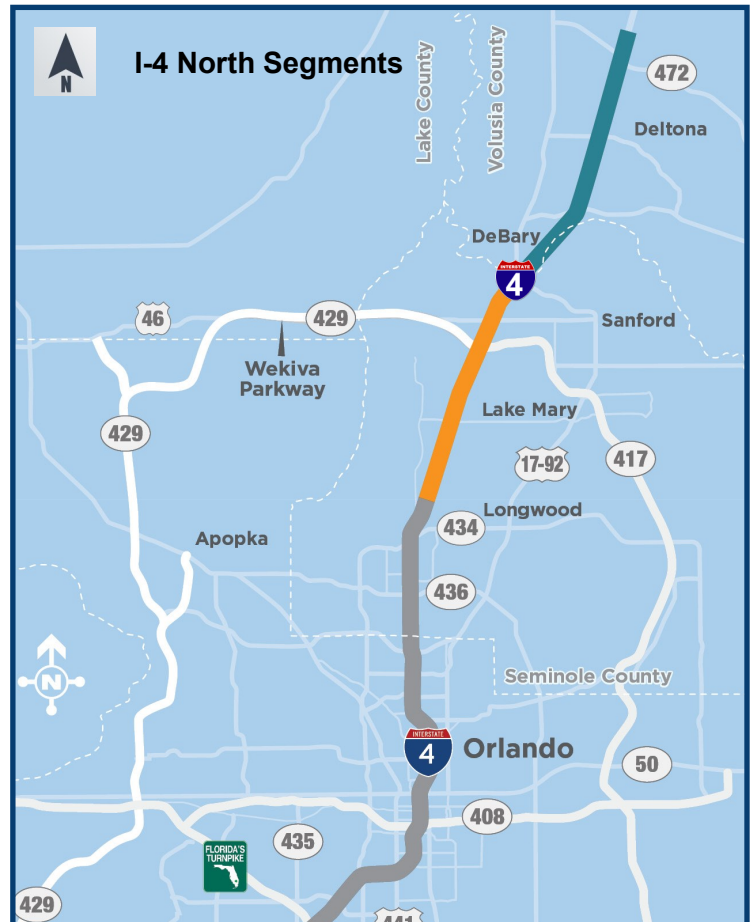 N
I-4 North Segments
Lake County
Volusia County
472
Deltona
DeBary
INTERSTATE
4
46
429
Sanford
Wekiva
Parkway
Lake Mary
429
17-92
417
Longwood
434
Apopka
436
N
Seminole County
INTERSTATE
4
Orlando
50
408
435
FLORIDA'S
TURNPIKE
429
441